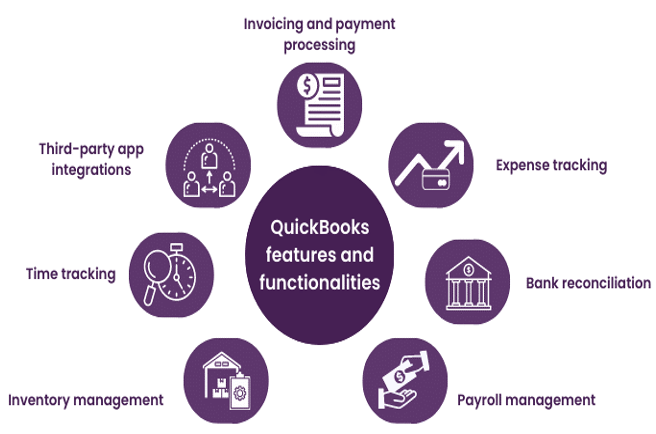 Invoicing and payment
processing
Third-party app
integrations
Expense tracking
QuickBooks
features and
functionalities
Time tracking
Bank reconciliation
Inventory management
Payroll management